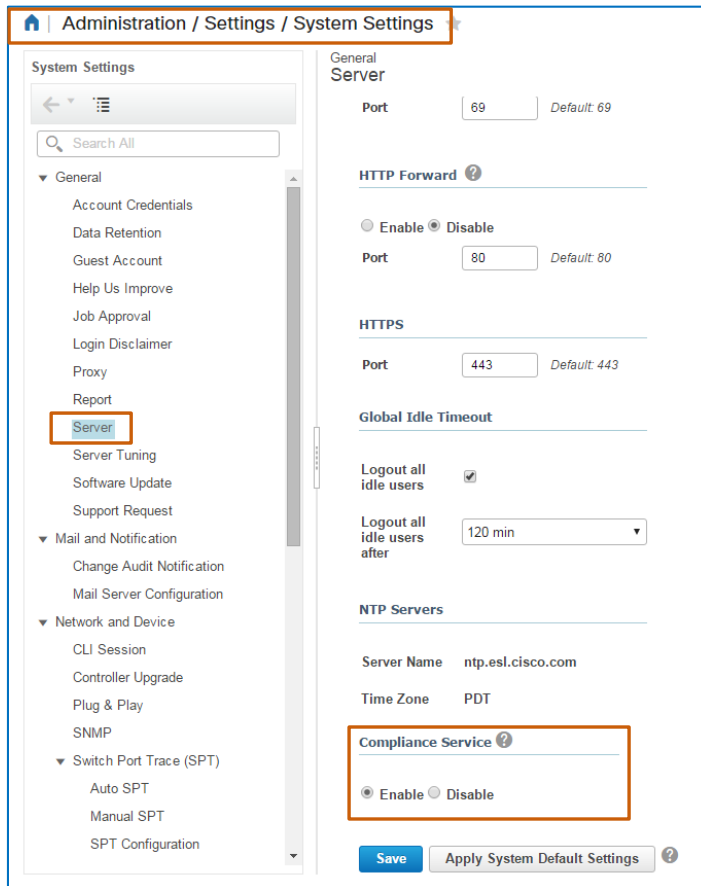 Administration / Settings / System Settings
System Settings
Search All
General
Account Credentials
Data Retention
Guest Account
Help Us Improve
Job Approval
Login Disclaimer
Proxy
Report
Server
Server Tuning
Software Update
Support Request
Mail and Notification
Change Audit Notification
Mail Server Configuration
Network and Device
CLI Session
Controller Upgrade
Plug & Play
SNMP
Switch Port Trace (SPT)
Auto SPT
Manual SPT
SPT Configuration
General
Server
Port 69 Default: 69
HTTP Forward ?
Enable Disable
Port 80 Default: 80
HTTPS
Port 443 Default: 443
Global Idle Timeout
Logout all
idle users
Logout all
idle users
after
120 min
NTP Servers
Server Name ntp.esl.cisco.com
Time Zone PDT
Compliance Service ?
Enable Disable
Save Apply System Default Settings ?